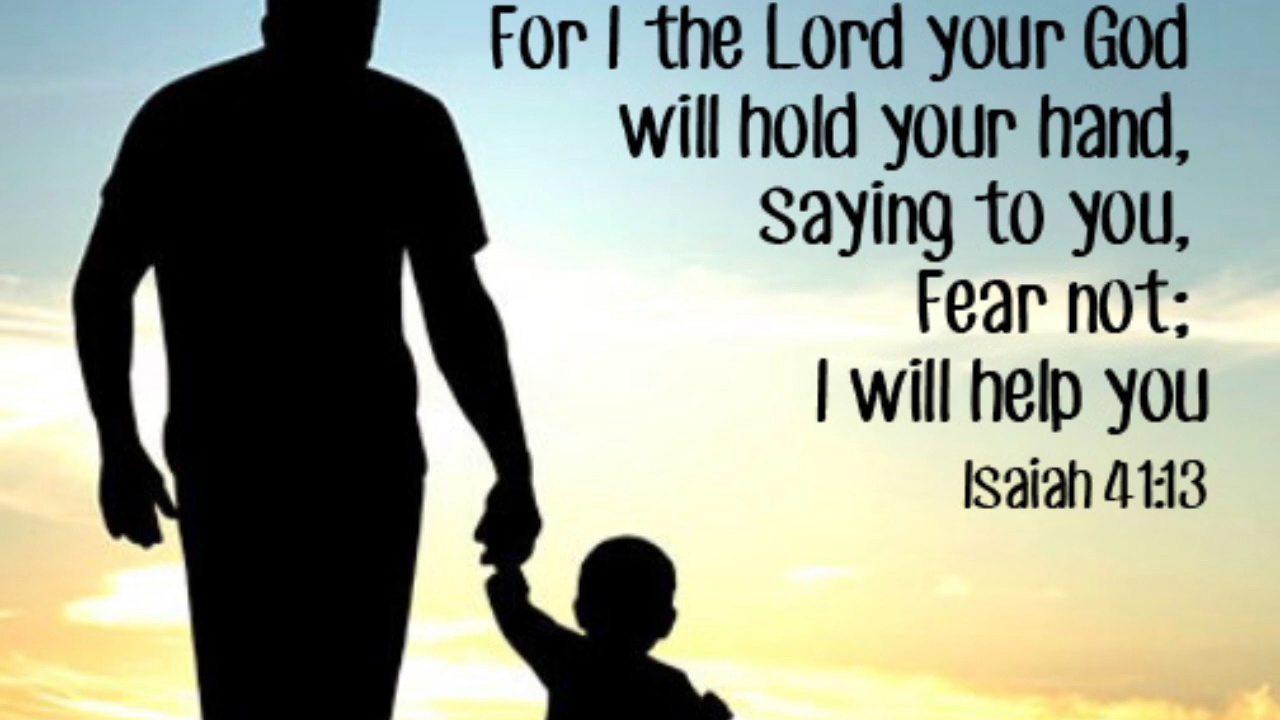 For I the Lord your God
will hold your hand,
saying to you,
Fear not;
I will help you
Isaiah 41:13